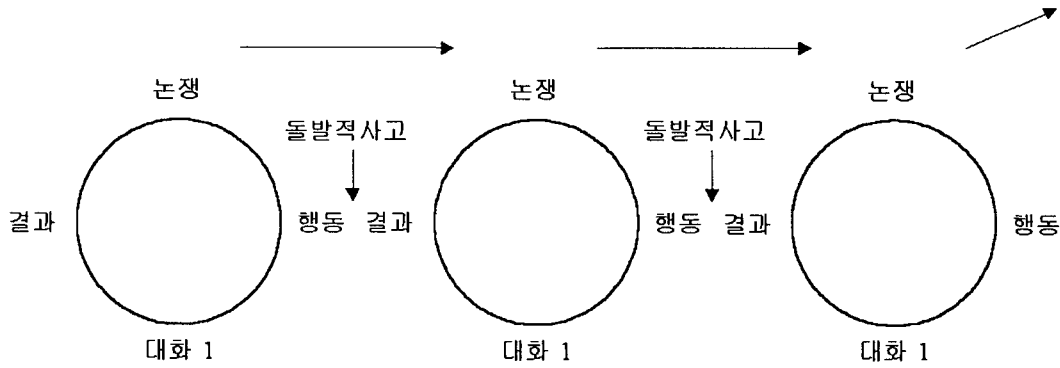 논쟁 논쟁 논쟁
돌발적사고 돌발적사고
결과 행동 결과 행동 결과 행동
대화 1 대화 1 대화 1